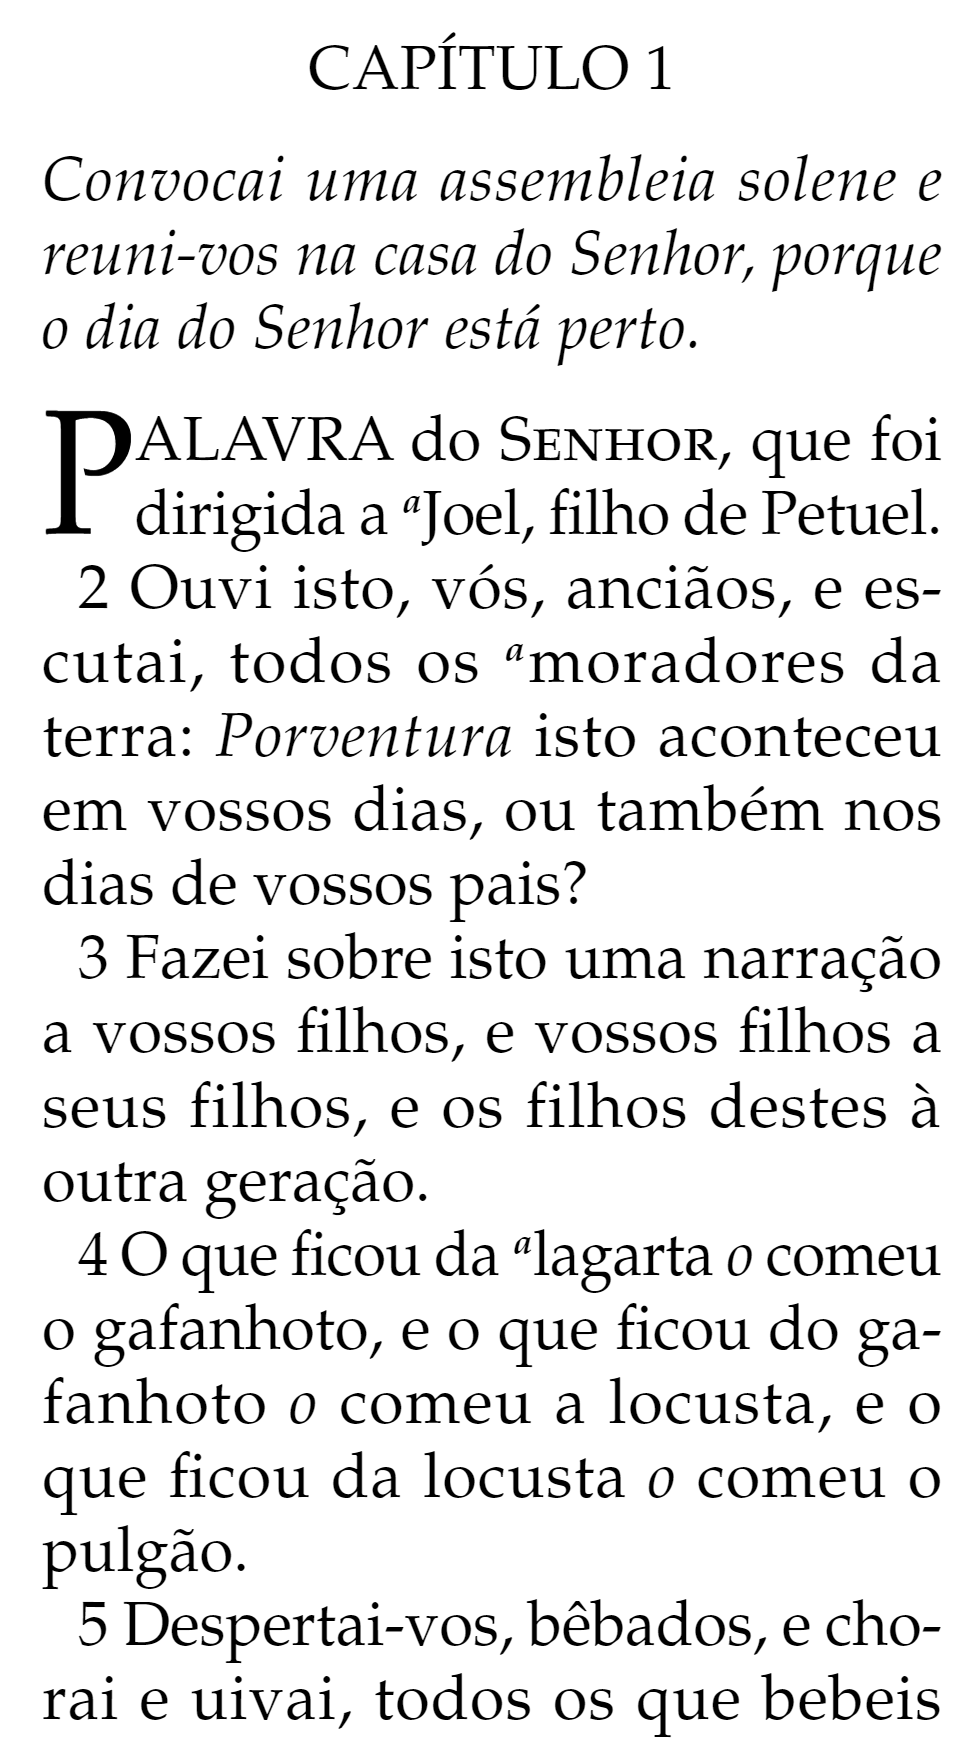 CAPÍTULO 1
Convocai uma assembleia solene e
reuni-vos na casa do Senhor, porque
o dia do Senhor está perto.
PALAVRA do SENHOR, que foi
dirigida a ᵃJoel, filho de Petuel.
2 Ouvi isto, vós, anciãos, e es-
cutai, todos os ᵃmoradores da
terra: Porventura isto aconteceu
em vossos dias, ou também nos
dias de vossos pais?
3 Fazei sobre isto uma narração
a vossos filhos, e vossos filhos a
seus filhos, e os filhos destes à
outra geração.
4 O que ficou da ᵃlagarta o comeu
o gafanhoto, e o que ficou do ga-
fanhoto o comeu a locusta, e o
que ficou da locusta o comeu o
pulgão.
5 Despertai-vos, bêbados, e cho-
rai e uivai, todos os que bebeis